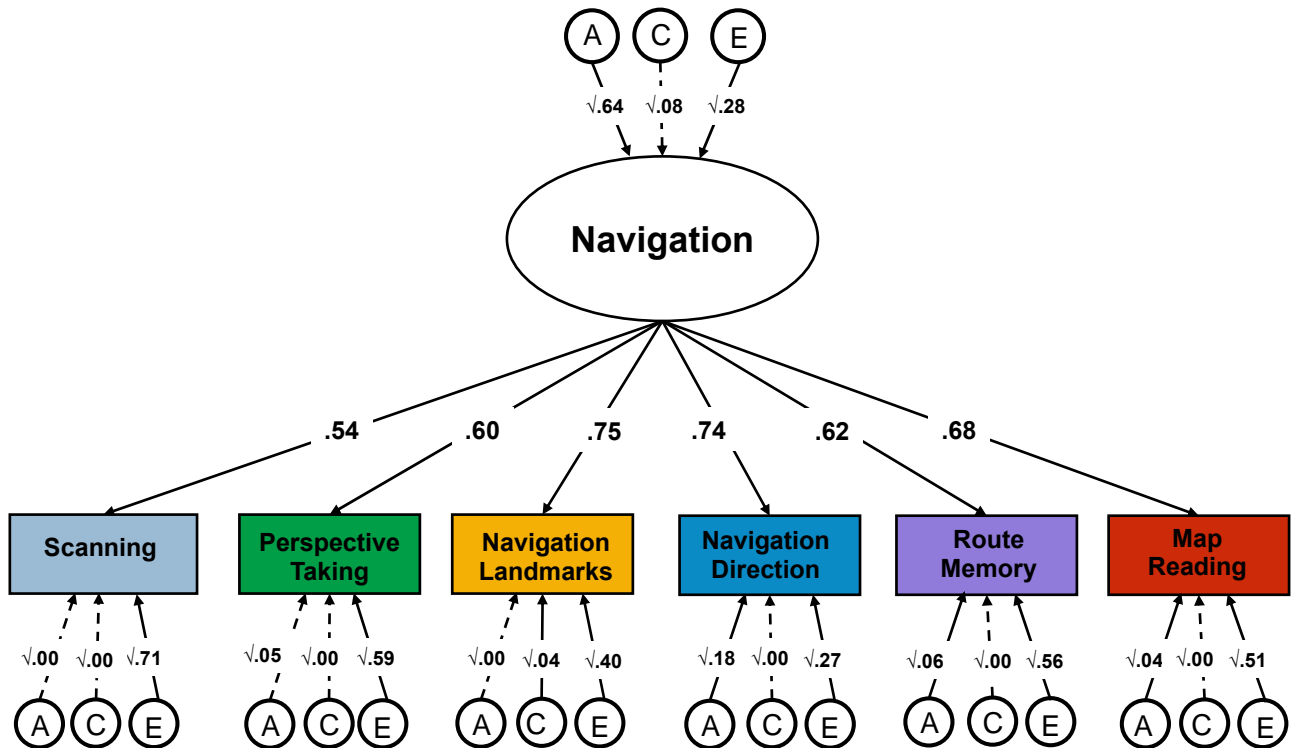 A C E
√.64 √.08 √.28
Navigation
.54 .60 .75 .74 .62 .68
Scanning
Perspective
Taking
Navigation
Landmarks
Navigation
Direction
Route
Memory
Map
Reading
√.00 √.00 √.71 √.05 √.00 √.59 √.00 √.04 √.40 √.18 √.00 √.27 √.06 √.00 √.56 √.04 √.00 √.51
A C E A C E A C E A C E A C E A C E